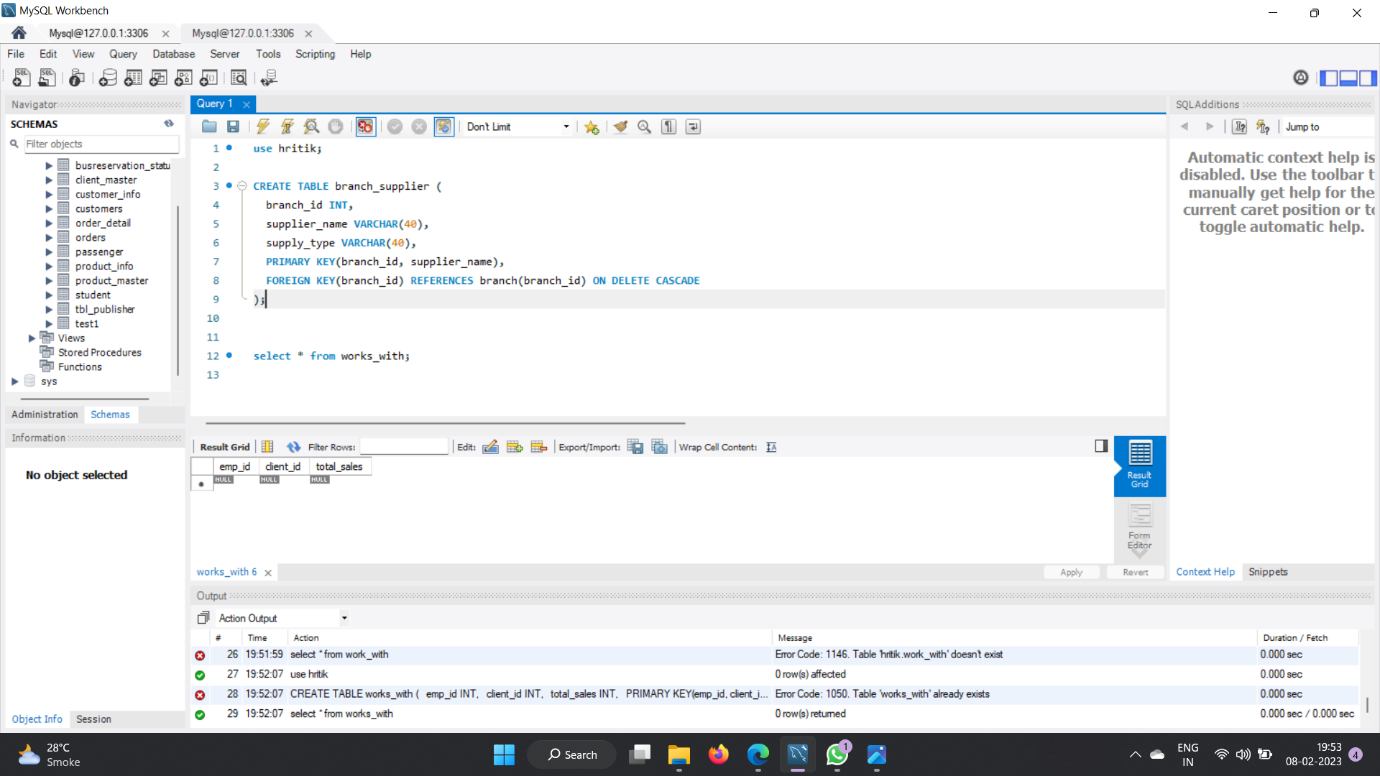 MySQL Workbench
Mysql@127.0.0.1:3306 Mysql@127.0.0.1:3306
File Edit View Query Database Server Tools Scripting Help
Navigator
SCHEMAS
Filter objects
busreservation_statu
client_master
customer_info
customers
order_detail
orders
passenger
product_info
product_master
student
tbl_publisher
test1
Views
Stored Procedures
Functions
sys
Administration Schemas
Information
No object selected
Object Info Session
Query 1
Don't Limit
1 use hritik;
2
3 CREATE TABLE branch_supplier (
4 branch_id INT,
5 supplier_name VARCHAR(40),
6 supply_type VARCHAR(40),
7 PRIMARY KEY(branch_id, supplier_name),
8 FOREIGN KEY(branch_id) REFERENCES branch(branch_id) ON DELETE CASCADE
9 );
10
11
12 select * from works_with;
13
Result Grid Filter Rows: Edit: Export/Import: Wrap Cell Content:
emp_id client_id total_sales
NULL NULL NULL
Result
Grid
Form
Editor
works_with 6
Apply Revert
SQLAdditions
Jump to
Automatic context help is
disabled. Use the toolbar t
manually get help for the
current caret position or to
toggle automatic help.
Context Help Snippets
Output
Action Output
# Time Action Message Duration / Fetch
26 19:51:59 select * from work_with Error Code: 1146. Table 'hritik.work_with' doesn't exist 0.000 sec
27 19:52:07 use hritik 0 row(s) affected 0.000 sec
28 19:52:07 CREATE TABLE works_with ( emp_id INT, client_id INT, total_sales INT, PRIMARY KEY(emp_id, client_i... Error Code: 1050. Table 'works_with' already exists 0.000 sec
29 19:52:07 select * from works_with 0 row(s) returned 0.000 sec / 0.000 sec
28°C
Smoke
Search
1
ENG
IN
19:53
08-02-2023
4